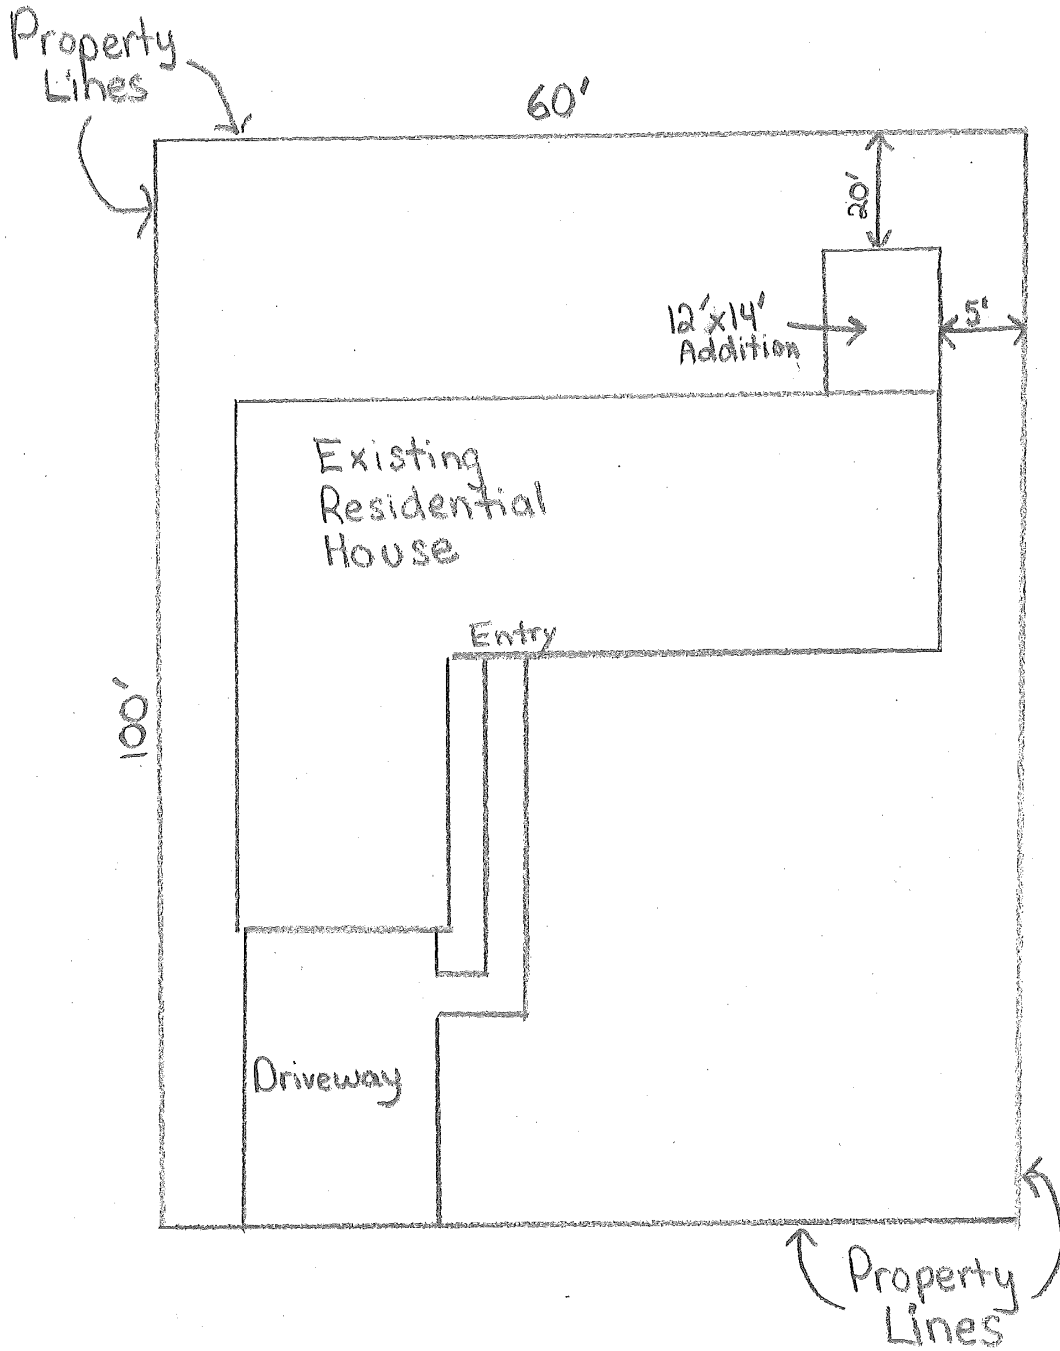 Property
Lines
60'
20'
12'x14'
Addition
5'
Existing
Residential
House
Entry
100'
Driveway
Property
Lines